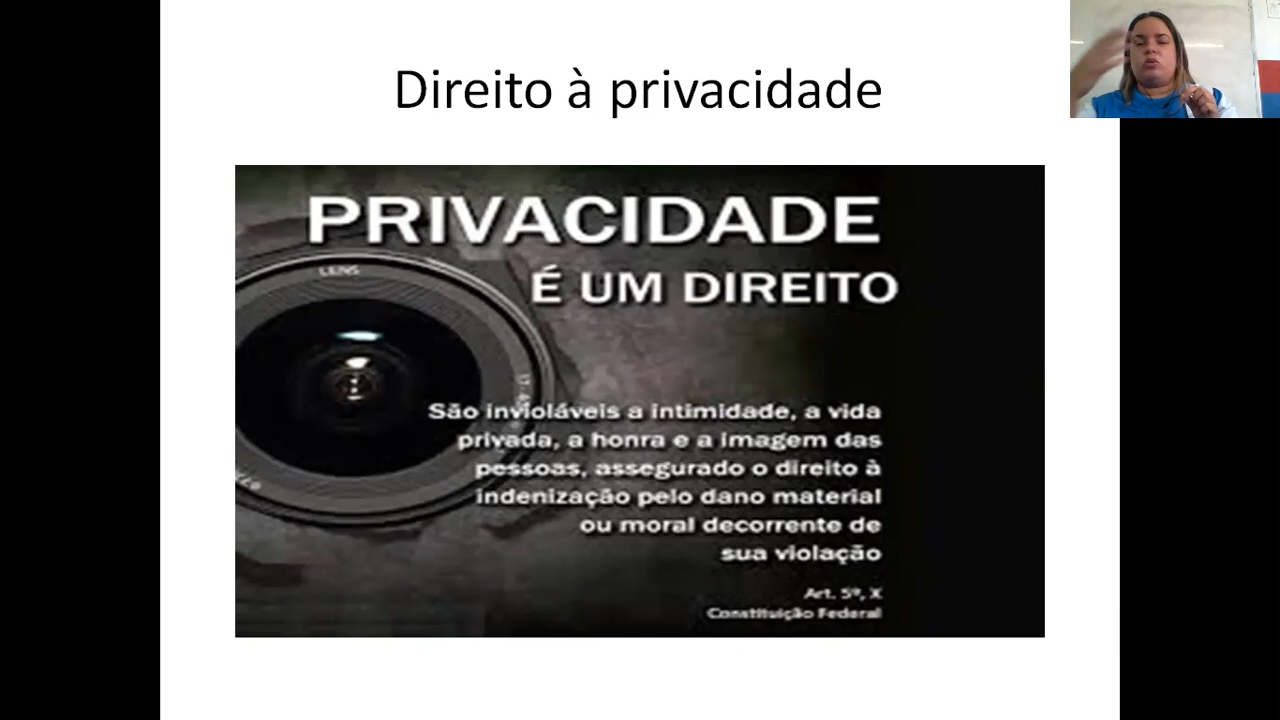 Direito à privacidade
PRIVACIDADE
É UM DIREITO
LENS
São invioláveis a intimidade, a vida
privada, a honra e a imagem das
pessoas, assegurado o direito à
indenização pelo dano material
ou moral decorrente de
sua violação
Art. 5º, X
Constituição Federal